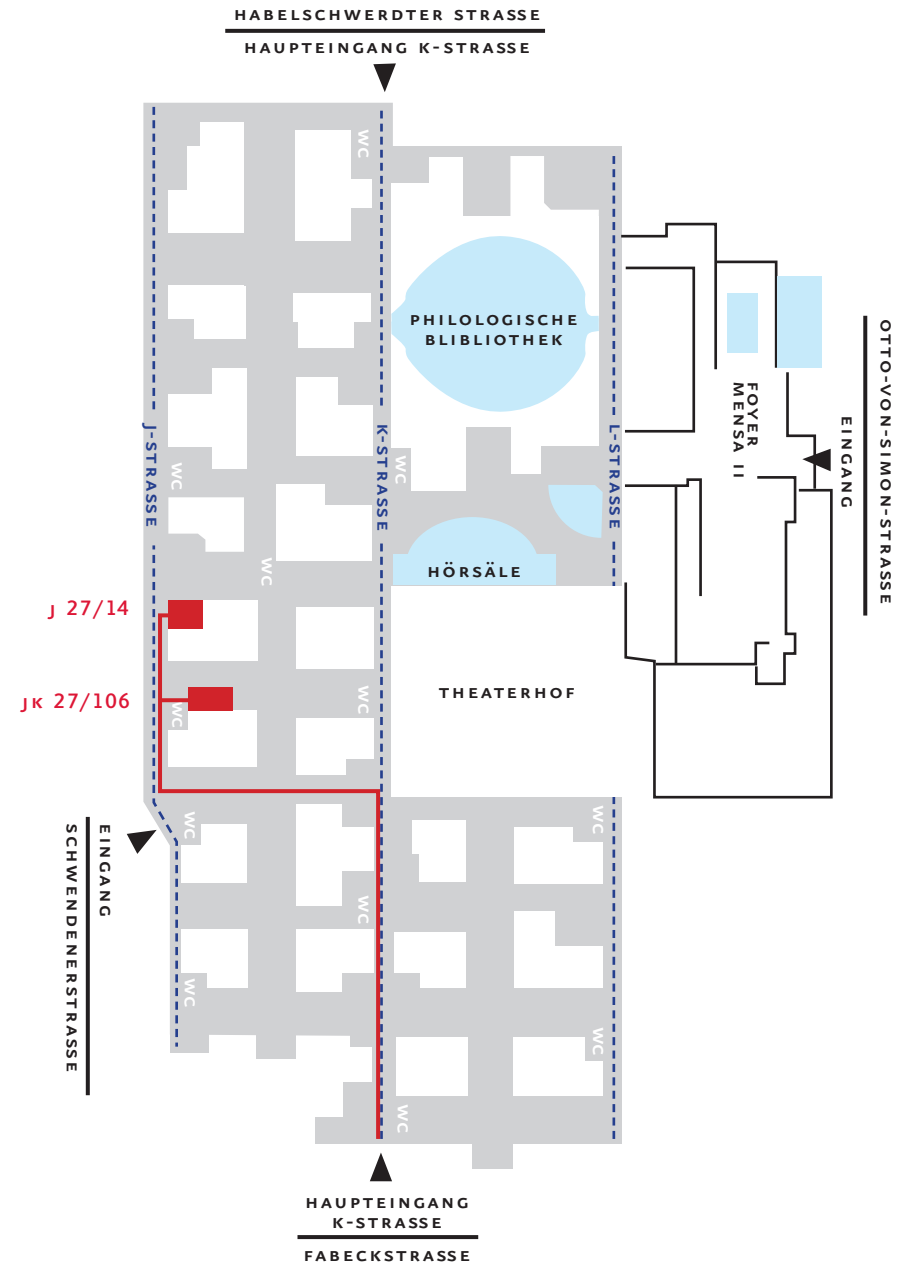 HABELSCHWERDTER STRASSE
HAUPTEINGANG K-STRASSE
WC
PHILOLOGISCHE
BLIBLIOTHEK
OTTO-VON-SIMON-STRASSE
EINGANG
FOYER
MENSA II
J-STRASSE
K-STRASSE
L-STRASSE
WC
WC
WC
HÖRSÄLE
J 27/14
JK 27/106
WC
WC
THEATERHOF
EINGANG
SCHWENDENERSTRASSE
WC
WC
WC
WC
WC
WC
HAUPTEINGANG
K-STRASSE
FABECKSTRASSE